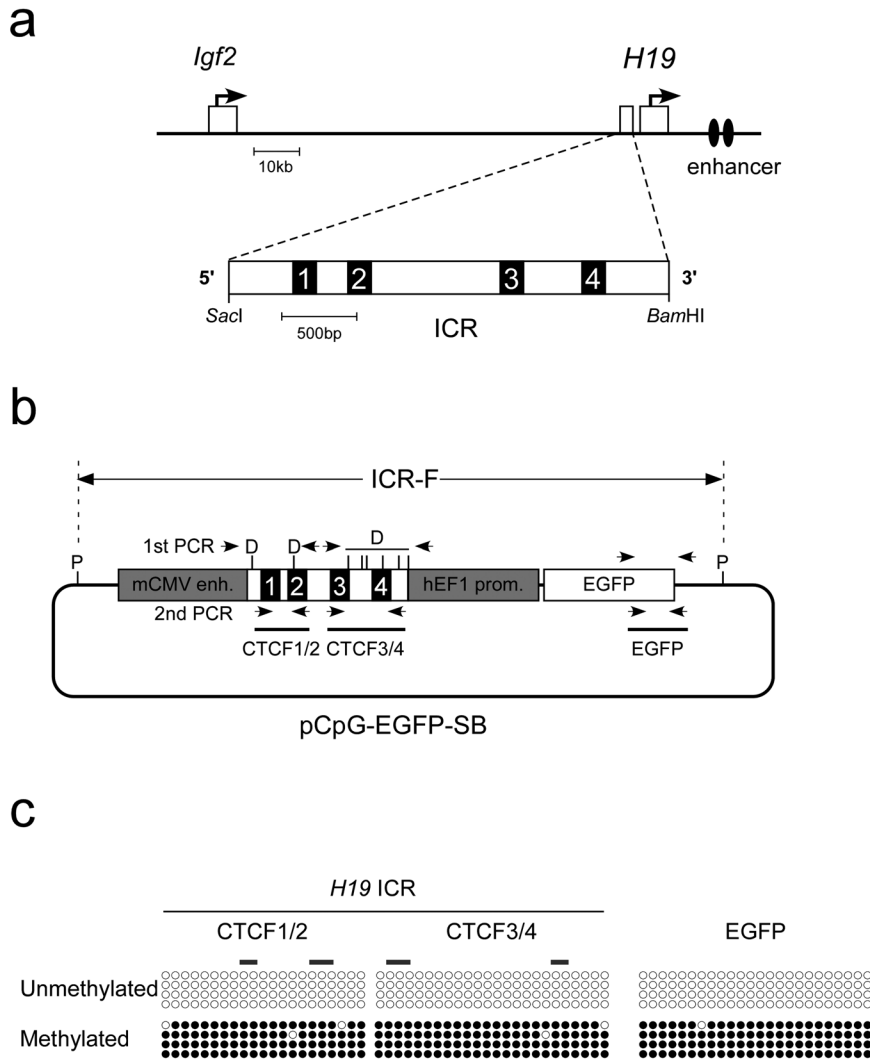 a
Igf2
H19
10kb
enhancer
5'
1
2
3
4
3'
SacI
500bp
ICR
BamHI
b
ICR-F
1st PCR
D
D
D
P
P
mCMV enh.
1
2
3
4
hEF1 prom.
EGFP
2nd PCR
CTCF1/2
CTCF3/4
EGFP
pCpG-EGFP-SB
c
H19 ICR
CTCF1/2
CTCF3/4
EGFP
Unmethylated
Methylated